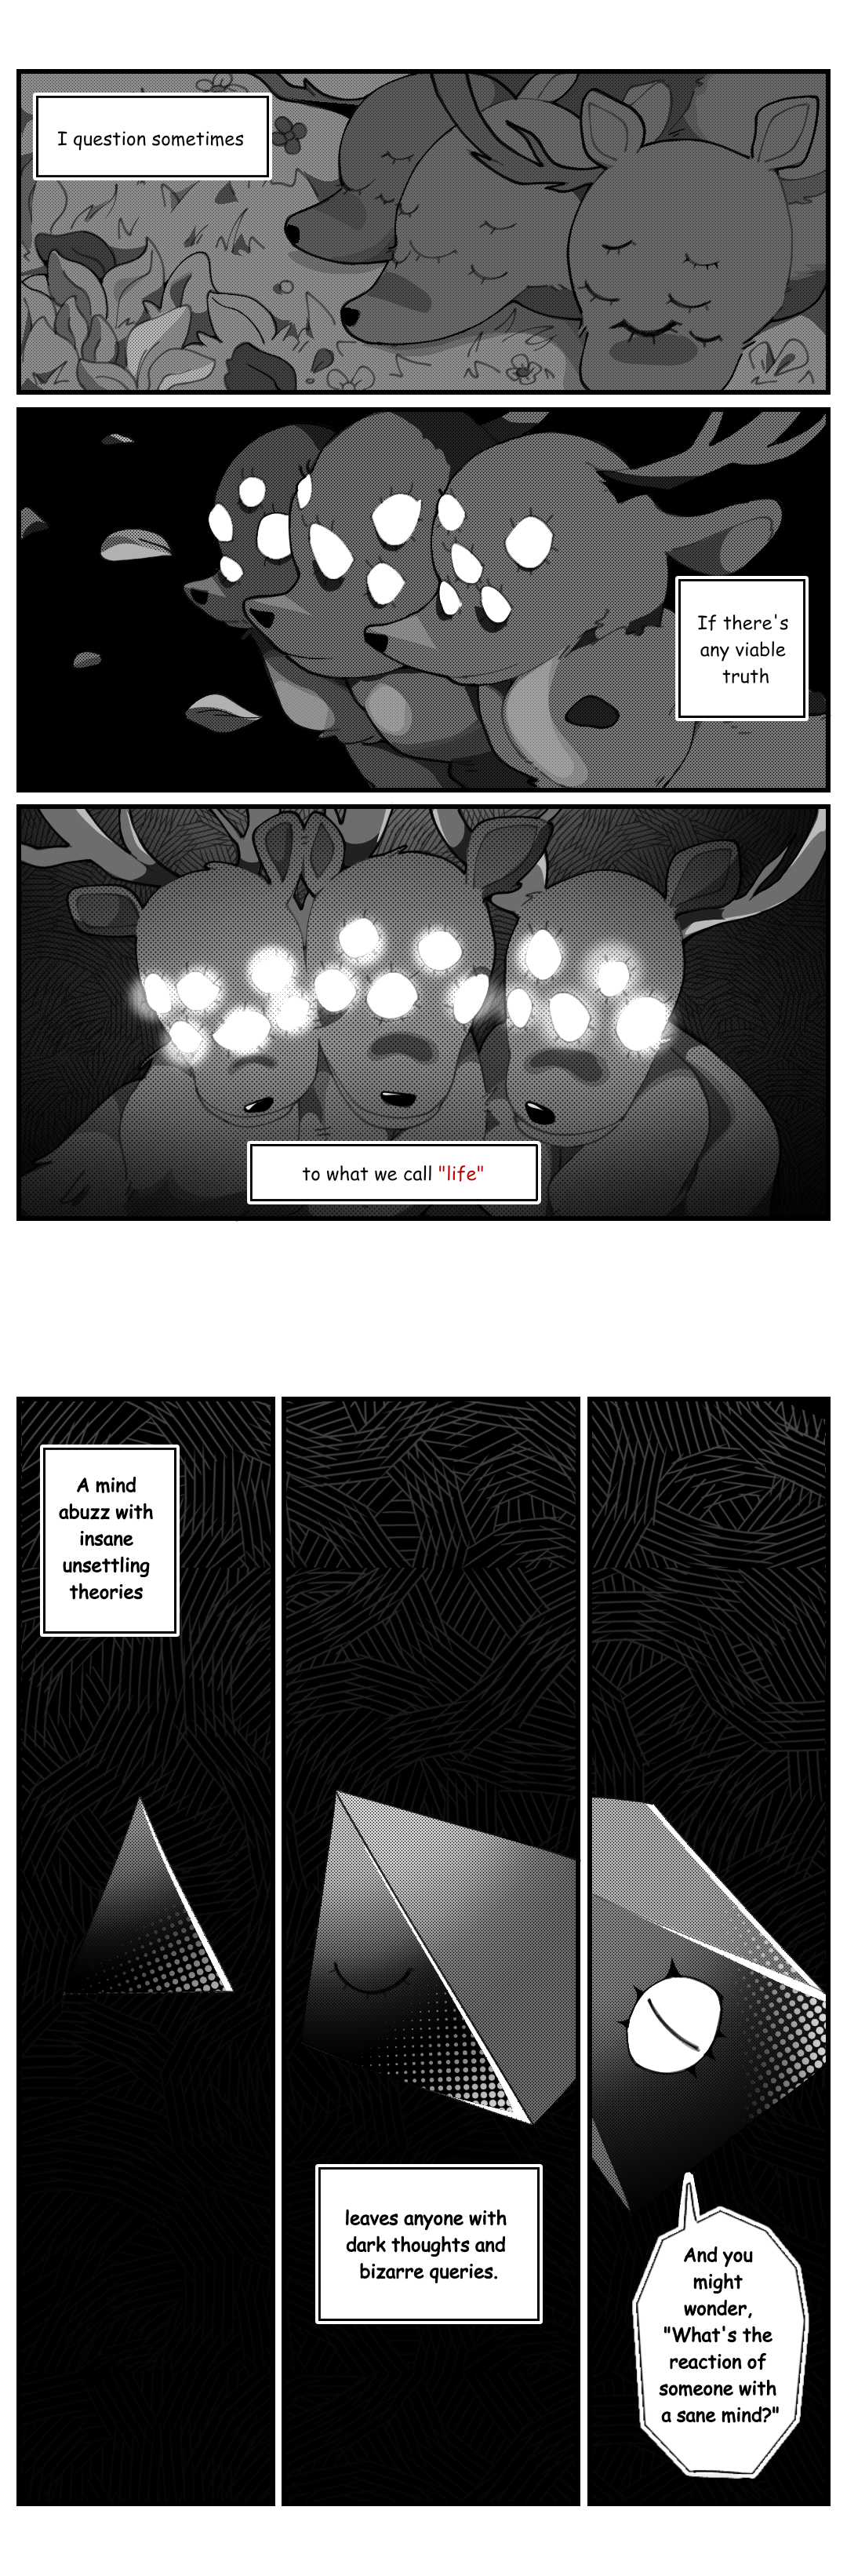 I question sometimes
If there's
any viable
truth
to what we call "life"
A mind
abuzz with
insane
unsettling
theories
leaves anyone with
dark thoughts and
bizarre queries.
And you
might
wonder,
"What's the
reaction of
someone with
a sane mind?"